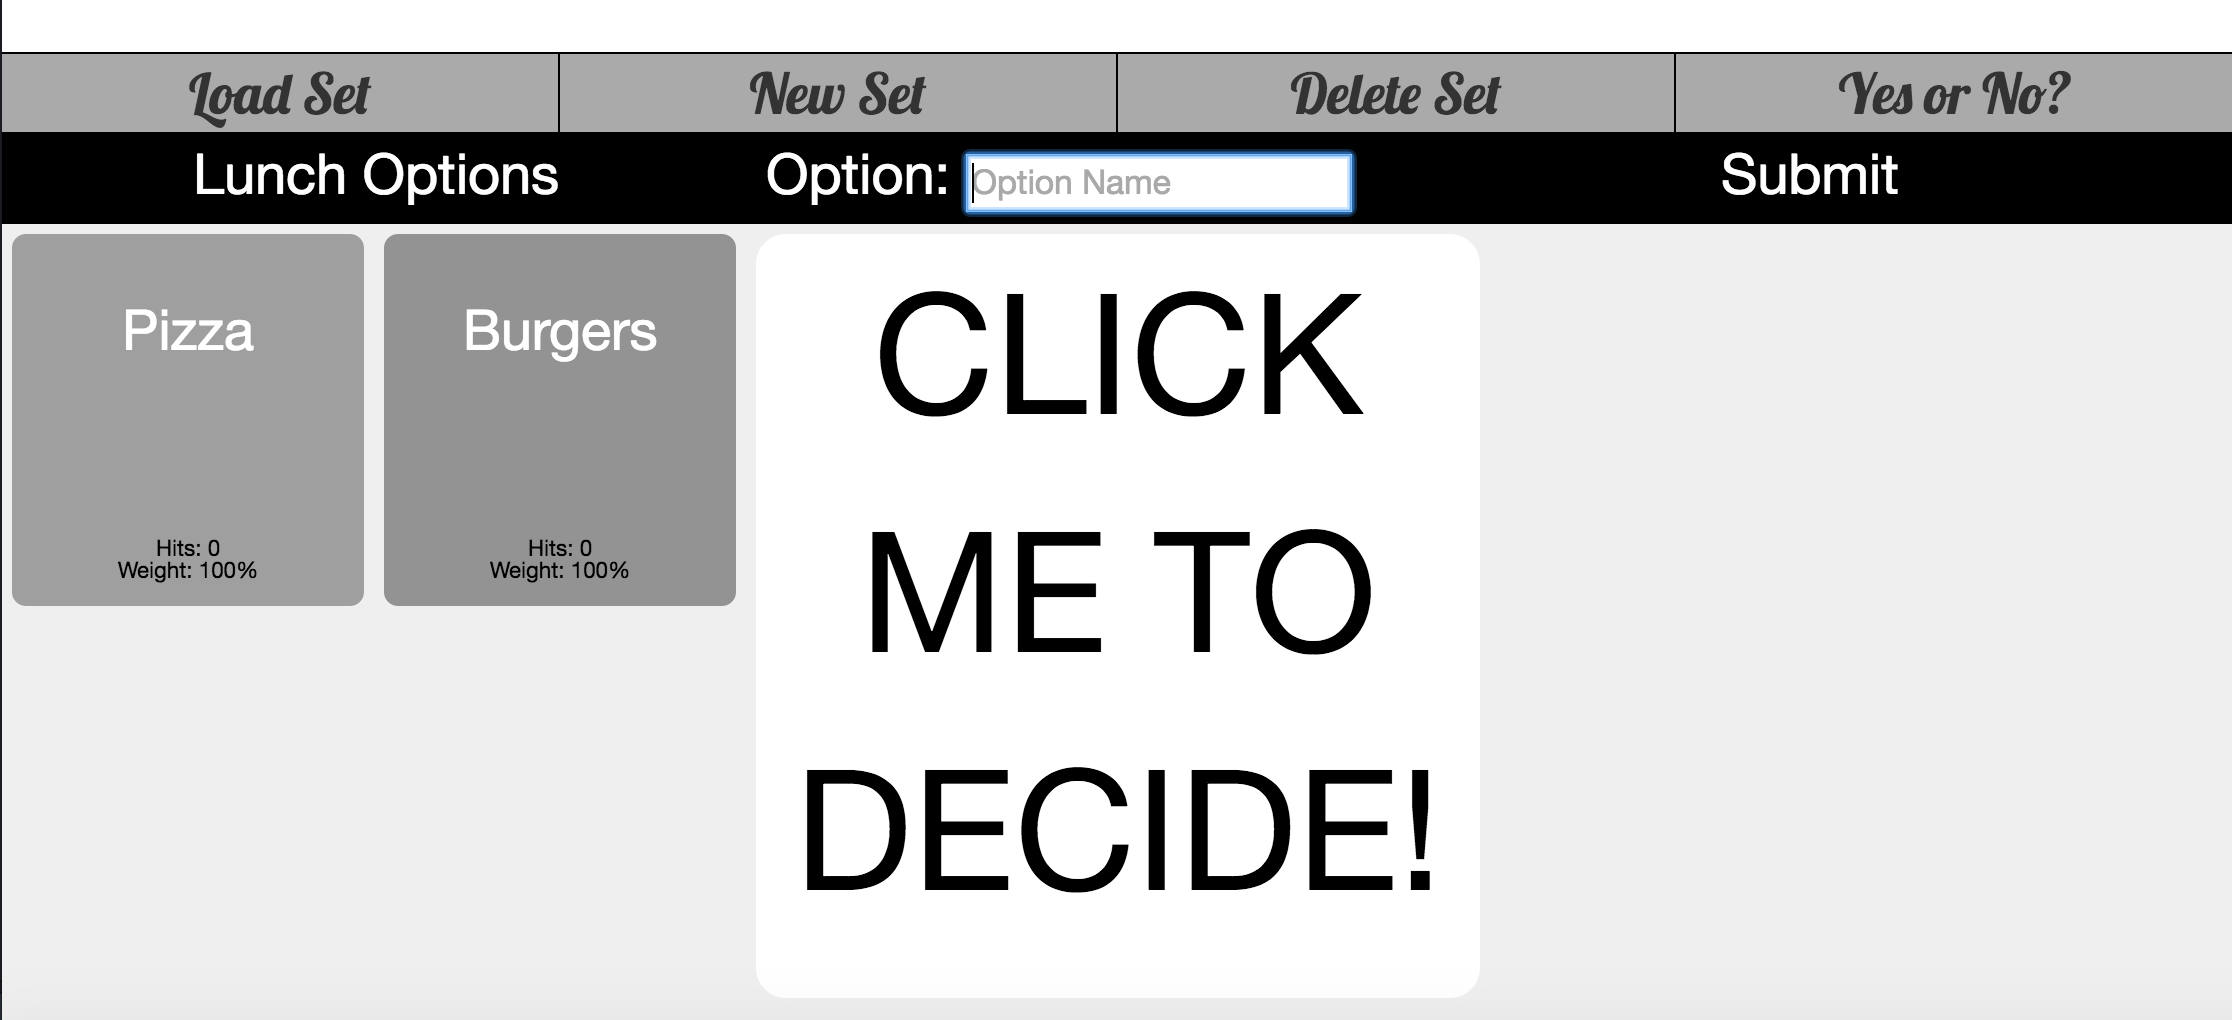 Load Set
New Set
Delete Set
Yes or No?
Lunch Options
Option:
Option Name
Submit
Pizza
Hits: 0
Weight: 100%
Burgers
Hits: 0
Weight: 100%
CLICK
ME TO
DECIDE!